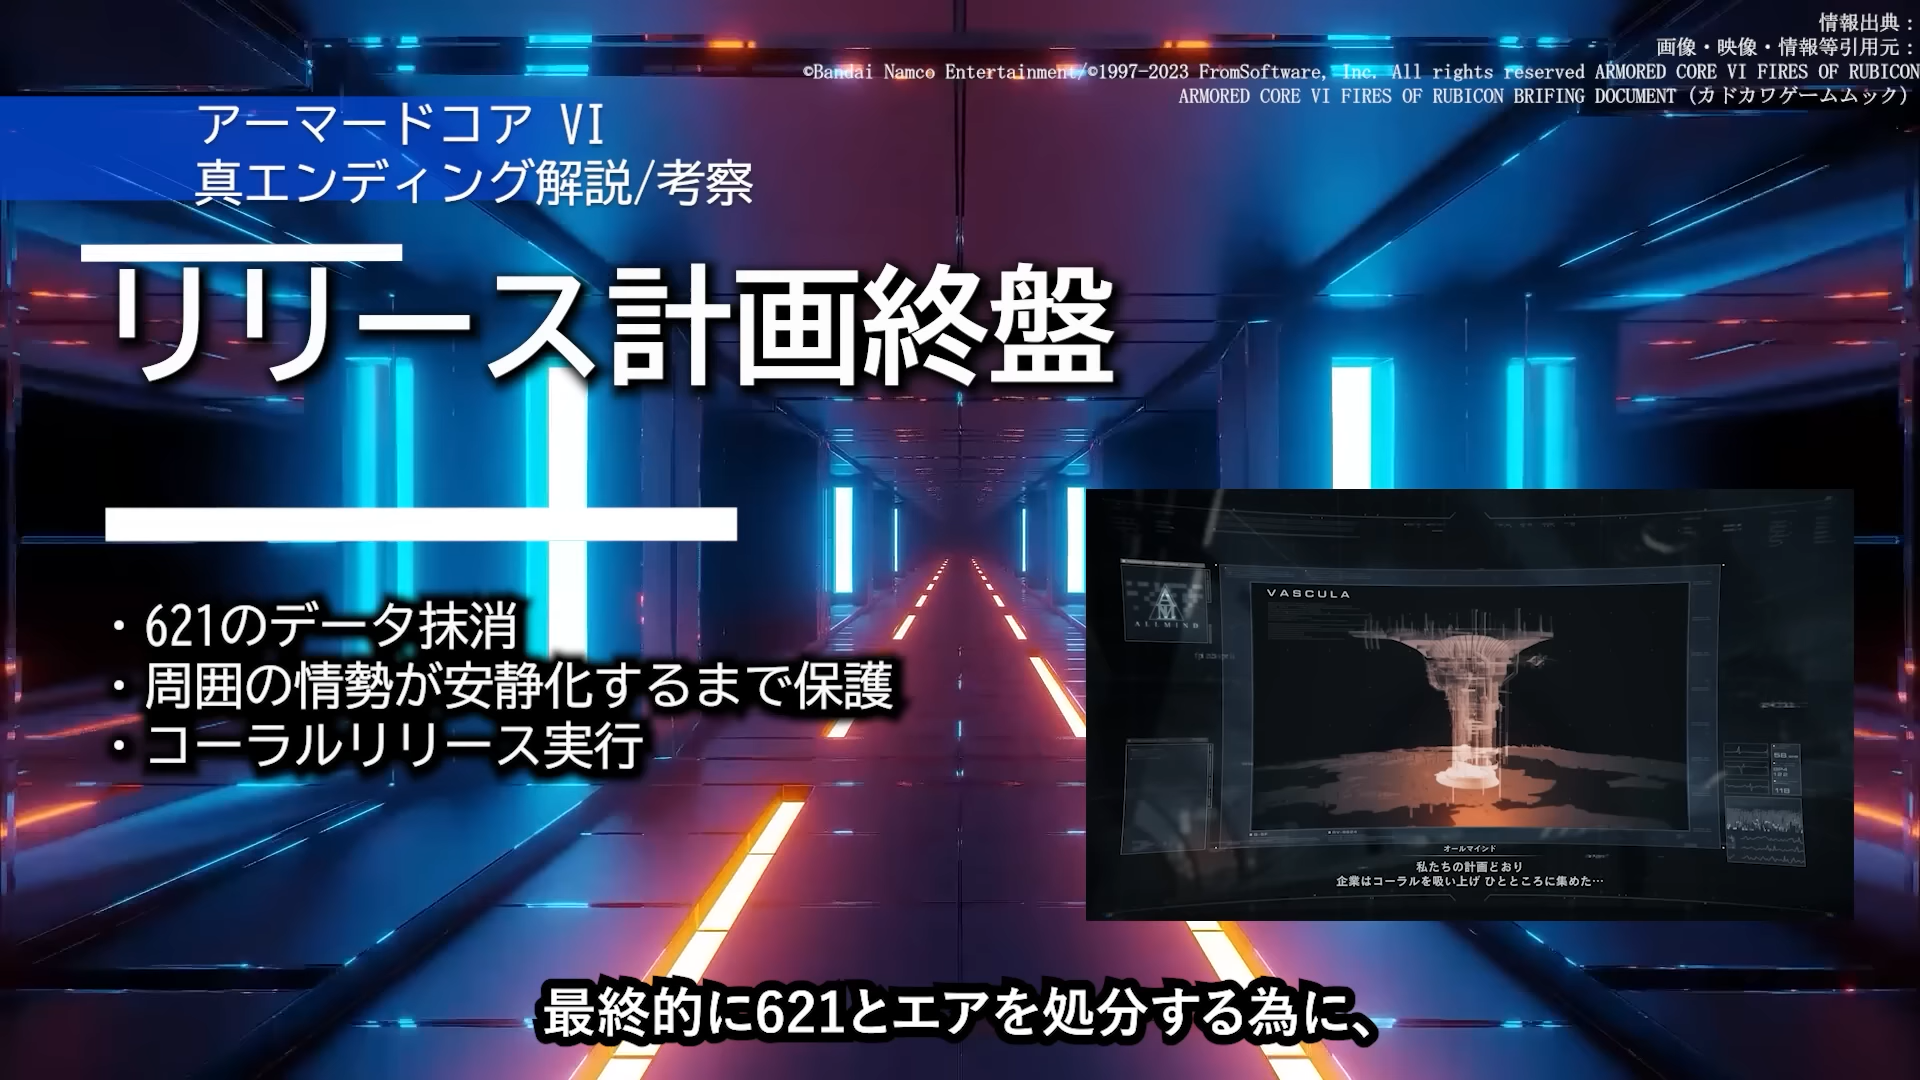 情報出典：
画像・映像・情報等引用元：
©Bandai Namco Entertainment/©1997-2023 FromSoftware, Inc. All rights reserved ARMORED CORE VI FIRES OF RUBICON
ARMORED CORE VI FIRES OF RUBICON BRIFING DOCUMENT (カドカワゲームムック)
アーマードコア VI
真エンディング解説/考察
リリース計画終盤
・621のデータ抹消
・周囲の情勢が安静化するまで保護
・コーラルリリース実行
VASCULA
ALLMIND
オールマインド
私たちの計画どおり
企業はコーラルを吸い上げ ひとところに集めた…
最終的に621とエアを処分する為に、